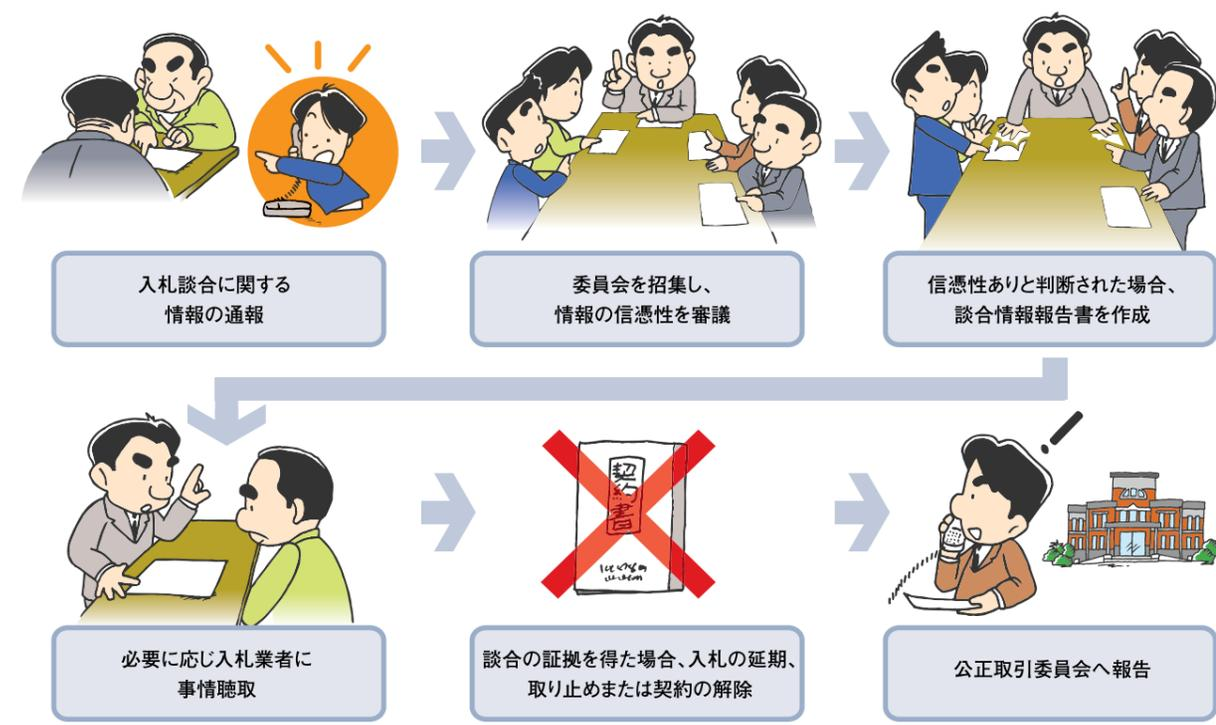 入札談合に関する
情報の通報
委員会を招集し、
情報の信憑性を審議
信憑性ありと判断された場合、
談合情報報告書を作成
必要に応じ入札業者に
事情聴取
契約書
談合の証拠を得た場合、入札の延期、
取り止めまたは契約の解除
公正取引委員会へ報告